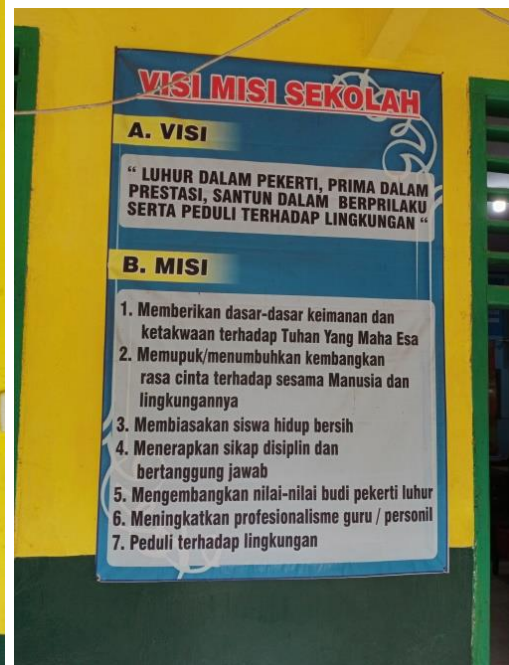 VISI MISI SEKOLAH
A. VISI
“ LUHUR DALAM PEKERTI, PRIMA DALAM
PRESTASI, SANTUN DALAM BERPRILAKU
SERTA PEDULI TERHADAP LINGKUNGAN “
B. MISI
1. Memberikan dasar-dasar keimanan dan
ketakwaan terhadap Tuhan Yang Maha Esa
2. Memupuk/menumbuhkan kembangkan
rasa cinta terhadap sesama Manusia dan
lingkungannya
3. Membiasakan siswa hidup bersih
4. Menerapkan sikap disiplin dan
bertanggung jawab
5. Mengembangkan nilai-nilai budi pekerti luhur
6. Meningkatkan profesionalisme guru / personil
7. Peduli terhadap lingkungan